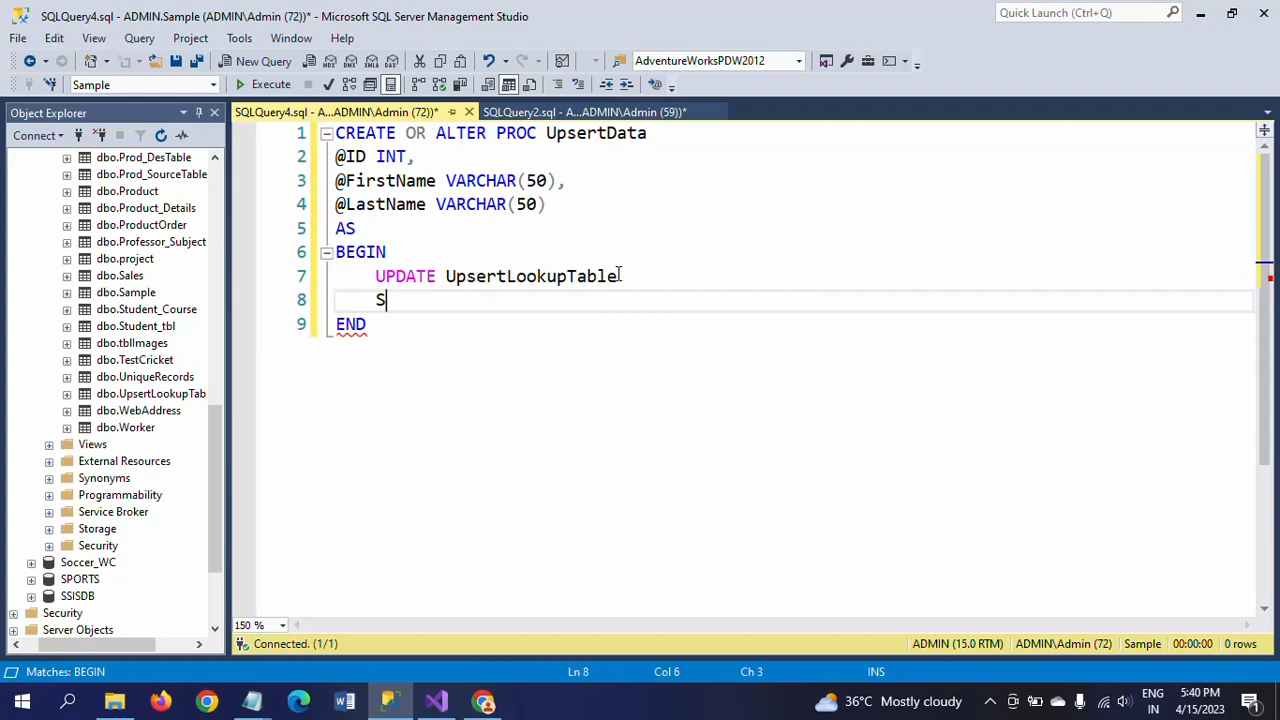 SQLQuery4.sql - ADMIN.Sample (ADMIN\Admin (72))* - Microsoft SQL Server Management Studio
Quick Launch (Ctrl+Q)
File Edit View Query Project Tools Window Help
New Query
MDX DMX XMLA DAX
AdventureWorksPDW2012
Sample
Execute
Object Explorer
SQLQuery4.sql - A...ADMIN\Admin (72))*
SQLQuery2.sql - A...ADMIN\Admin (59))*
Connect
dbo.Prod_DesTable
dbo.Prod_SourceTable
dbo.Product
dbo.Product_Details
dbo.ProductOrder
dbo.Professor_Subject
dbo.project
dbo.Sales
dbo.Sample
dbo.Student_Course
dbo.Student_tbl
dbo.tblImages
dbo.TestCricket
dbo.UniqueRecords
dbo.UpsertLookupTab
dbo.WebAddress
dbo.Worker
Views
External Resources
Synonyms
Programmability
Service Broker
Storage
Security
Soccer_WC
SPORTS
SSISDB
Security
Server Objects
1 CREATE OR ALTER PROC UpsertData
2 @ID INT,
3 @FirstName VARCHAR(50),
4 @LastName VARCHAR(50)
5 AS
6 BEGIN
7 UPDATE UpsertLookupTable
8 S
9 END
150 %
Connected. (1/1)
ADMIN (15.0 RTM) ADMIN\Admin (72) Sample 00:00:00 0 rows
Matches: BEGIN
Ln 8 Col 6 Ch 3 INS
36°C Mostly cloudy
ENG
IN
5:40 PM
4/15/2023
1